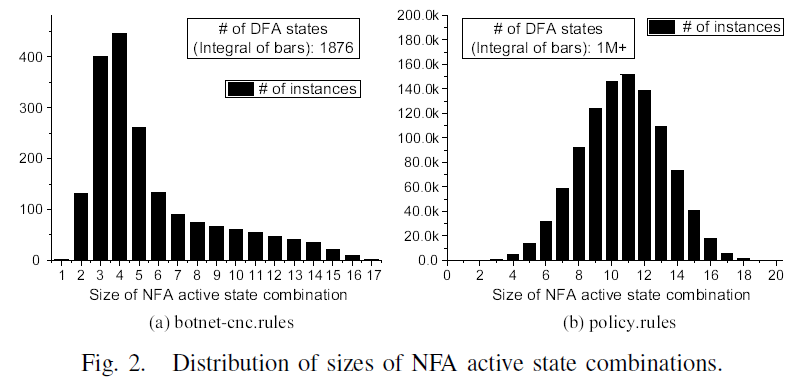 # of DFA states
(Integral of bars): 1876
# of instances
400
300
200
100
0
1 2 3 4 5 6 7 8 9 10 11 12 13 14 15 16 17
Size of NFA active state combination
(a) botnet-cnc.rules
# of DFA states
(Integral of bars): 1M+
# of instances
200.0k
180.0k
160.0k
140.0k
120.0k
100.0k
80.0k
60.0k
40.0k
20.0k
0.0
0 2 4 6 8 10 12 14 16 18 20
Size of NFA active state combination
(b) policy.rules
Fig. 2. Distribution of sizes of NFA active state combinations.